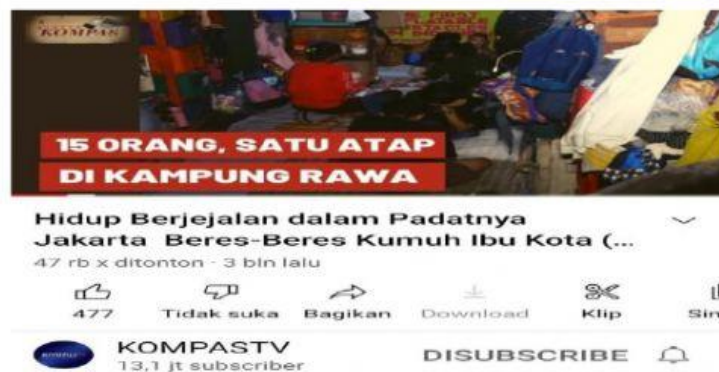 KOMPAS
15 ORANG, SATU ATAP
DI KAMPUNG RAWA
Hidup Berjejalan dalam Padatnya
Jakarta Beres-Beres Kumuh Ibu Kota (...
47 rb x ditonton · 3 bln lalu
477 Tidak suka Bagikan Download Klip Sin
KOMPASTV DISUBSCRIBE
13,1 jt subscriber